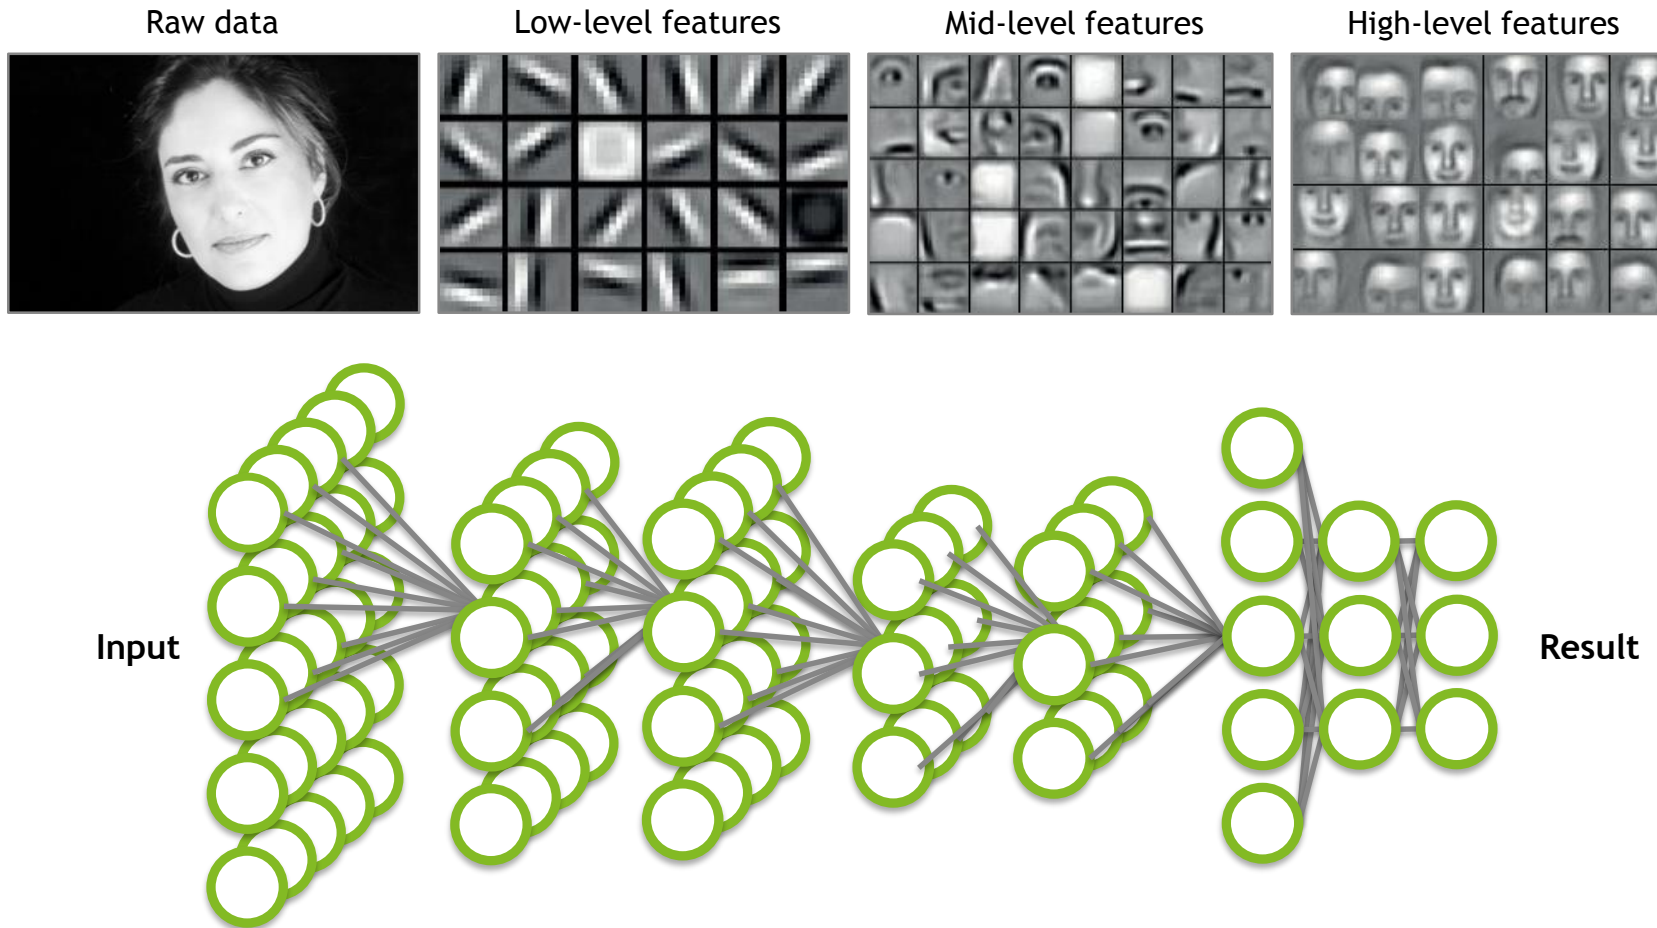 Raw data
Low-level features
Mid-level features
High-level features
Input
Result